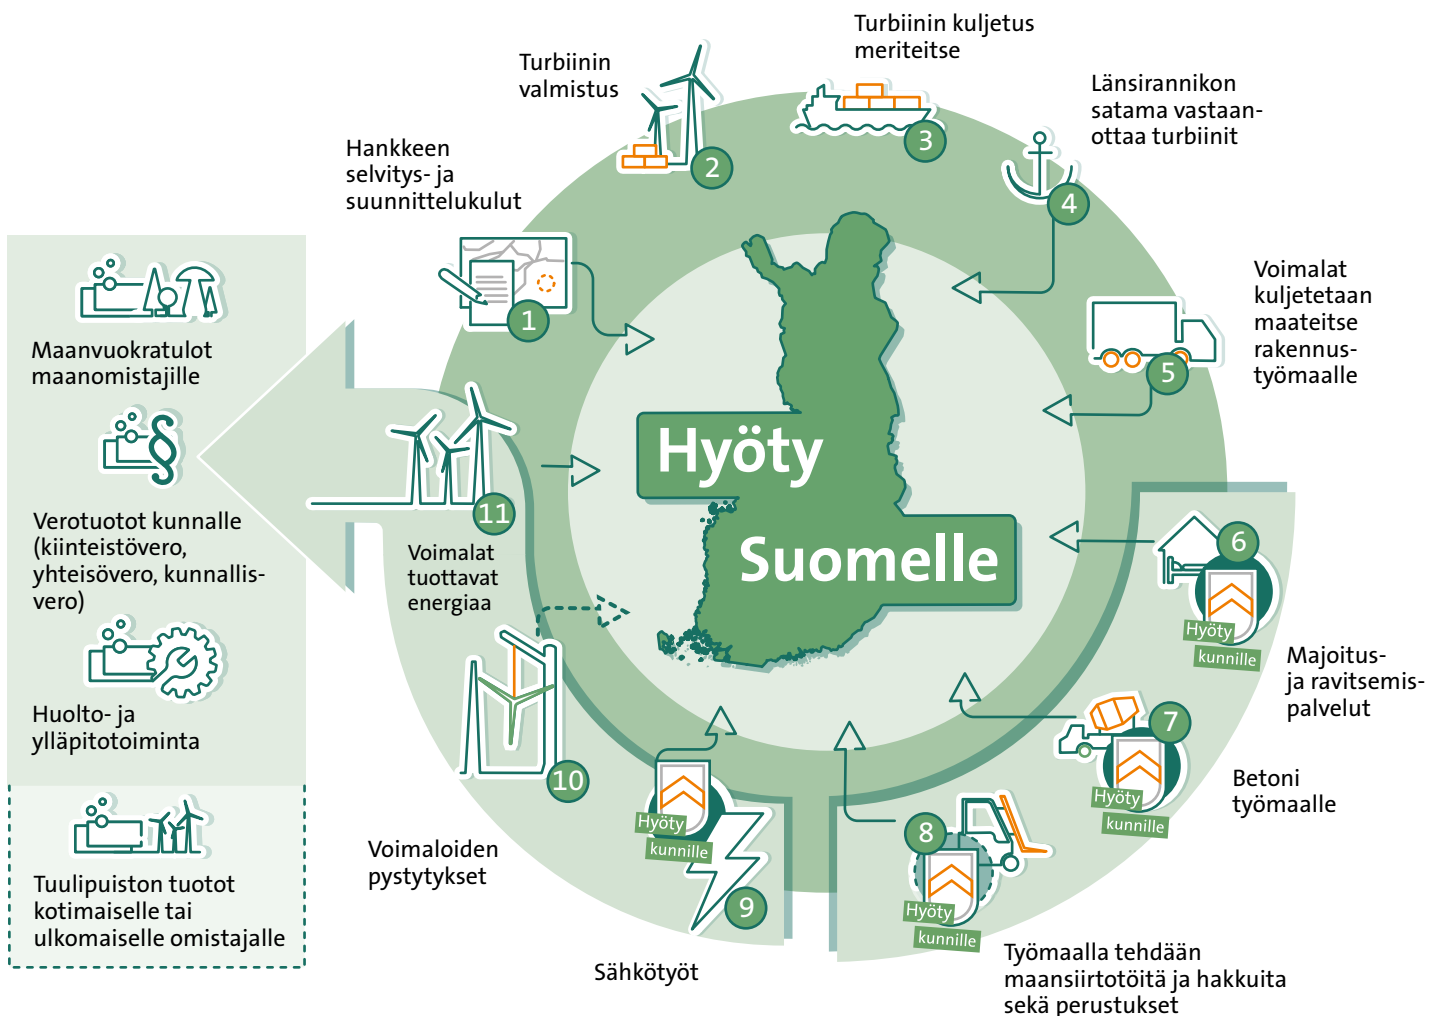 Hankkeen
selvitys- ja
suunnittelukulut
1
Turbiinin
valmistus
2
Turbiinin kuljetus
meriteitse
3
Länsirannikon
satama vastaan-
ottaa turbiinit
4
Voimalat
kuljetetaan
maateitse
rakennus-
työmaalle
5
6
Hyöty
kunnille
Majoitus-
ja ravitsemis-
palvelut
7
Hyöty
kunnille
Betoni
työmaalle
8
Hyöty
kunnille
Työmaalla tehdään
maansiirtotöitä ja hakkuita
sekä perustukset
Hyöty
kunnille
9
Sähkötyöt
10
Voimaloiden
pystytykset
11
Voimalat
tuottavat
energiaa
Hyöty
Suomelle
Maanvuokratulot
maanomistajille
§
Verotuotot kunnalle
(kiinteistövero,
yhteisövero, kunnallis-
vero)
Huolto- ja
ylläpitotoiminta
Tuulipuiston tuotot
kotimaiselle tai
ulkomaiselle omistajalle